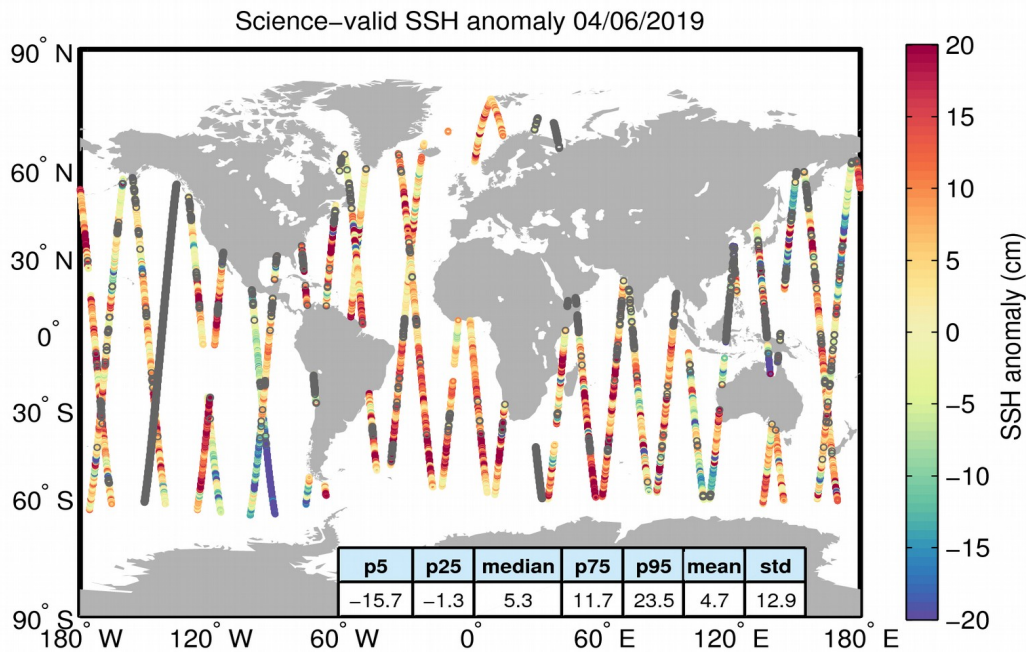 Science−valid SSH anomaly 04/06/2019
90° N
60° N
30° N
0°
30° S
60° S
90° S
180° W
120° W
60° W
0°
60° E
120° E
180° E
p5 p25 median p75 p95 mean std
−15.7 −1.3 5.3 11.7 23.5 4.7 12.9
20
15
10
5
0
−5
−10
−15
−20
SSH anomaly (cm)